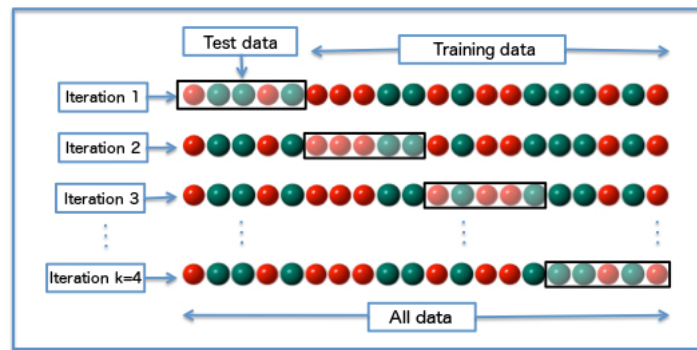 Test data
Training data
Iteration 1
Iteration 2
Iteration 3
Iteration k=4
All data